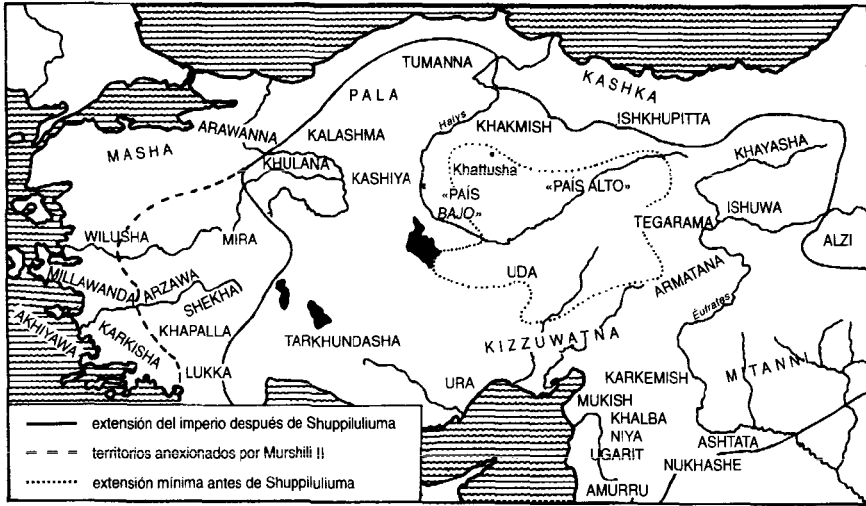 TUMANNA
KASHKA
PALA
Halys
ISHKHUPITTA
ARAWANNA
KALASHMA
KHAKMISH
MASHA
KHULANA
Khattusha
KHAYASHA
KASHIYA
«PAÍS
BAJO»
«PAÍS ALTO»
ISHUWA
TEGARAMA
WILUSHA
MIRA
ALZI
MILLAWANDA
ARZAWA
SHEKHA
UDA
ARMATANA
AKHIYAWA
KARKISHA
KHAPALLA
Éufrates
TARKHUNDASHA
KIZZUWATNA
LUKKA
URA
KARKEMISH
MITANNI
MUKISH
KHALBA
NIYA
UGARIT
ASHTATA
NUKHASHE
AMURRU
extensión del imperio después de Shuppiluliuma
territorios anexionados por Murshili II
extensión mínima antes de Shuppiluliuma